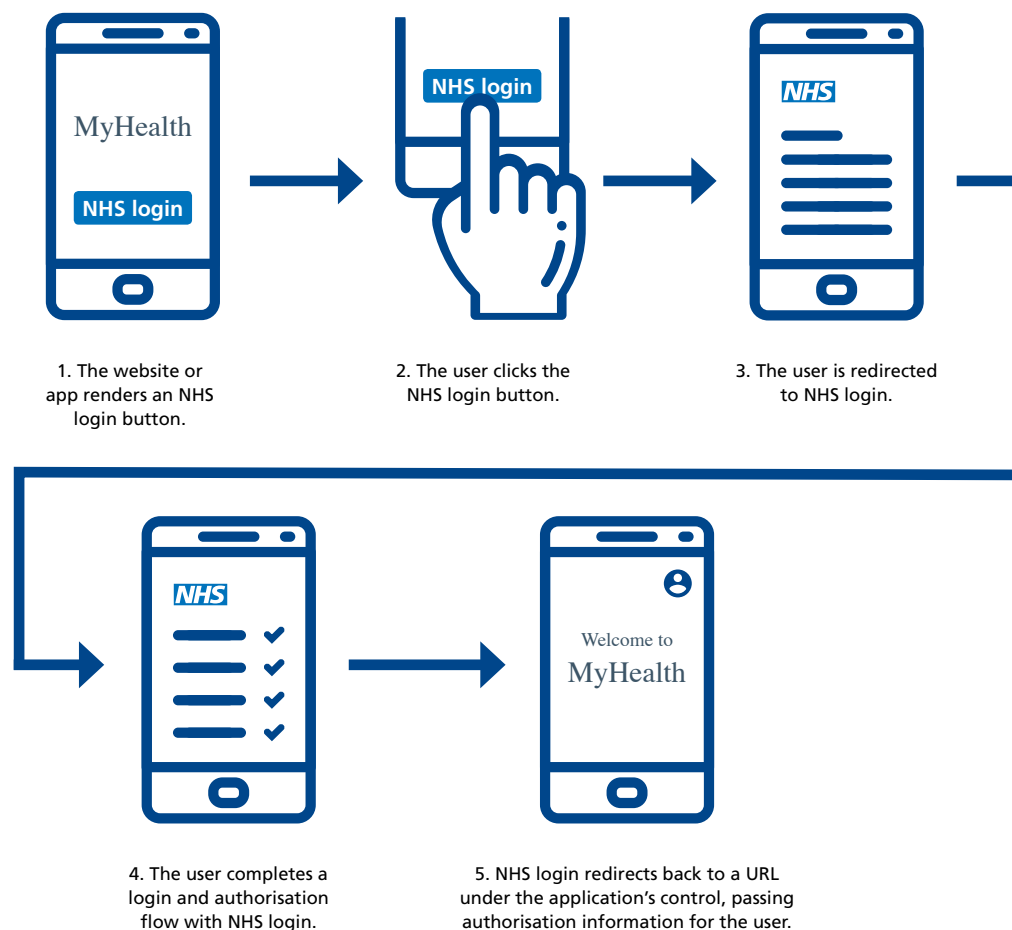 MyHealth
NHS login
NHS login
NHS
1. The website or
app renders an NHS
login button.
2. The user clicks the
NHS login button.
3. The user is redirected
to NHS login.
NHS
Welcome to
MyHealth
4. The user completes a
login and authorisation
flow with NHS login.
5. NHS login redirects back to a URL
under the application’s control, passing
authorisation information for the user.